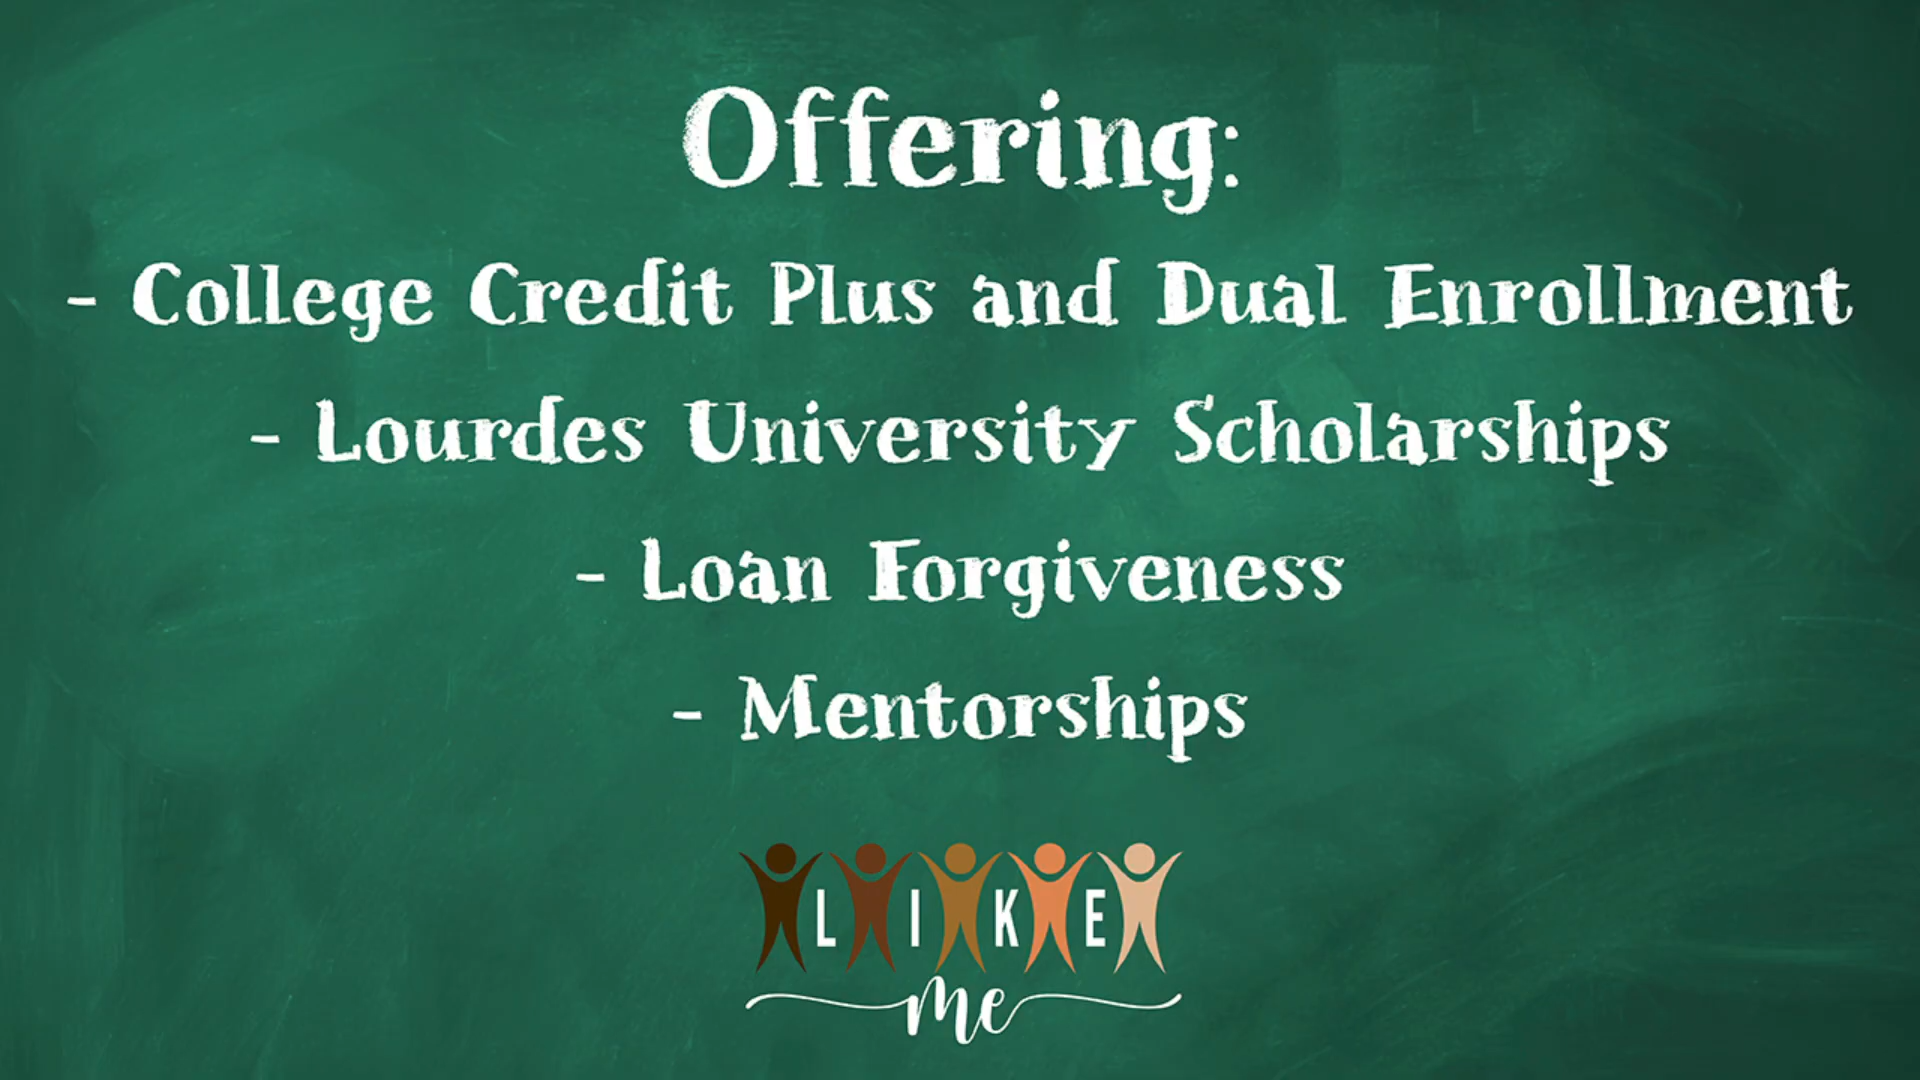 Offering:
- College Credit Plus and Dual Enrollment
- Lourdes University Scholarships
- Loan Forgiveness
- Mentorships
LIKE
me